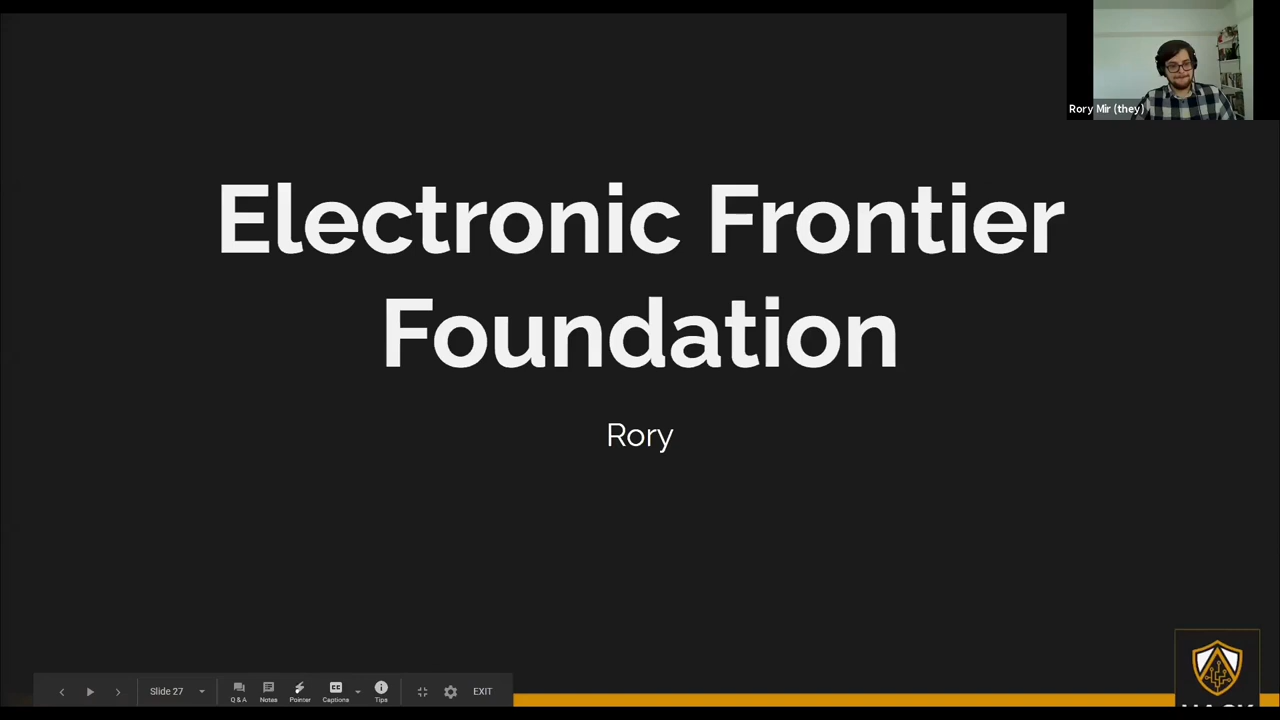 Rory Mir (they)
Electronic Frontier
Foundation
Rory
Slide 27
Q & A
Notes
Pointer
Captions
Tips
EXIT